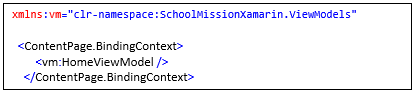 xmlns:vm="clr-namespace:SchoolMissionXamarin.ViewModels"
<ContentPage.BindingContext>
<vm:HomeViewModel />
</ContentPage.BindingContext>